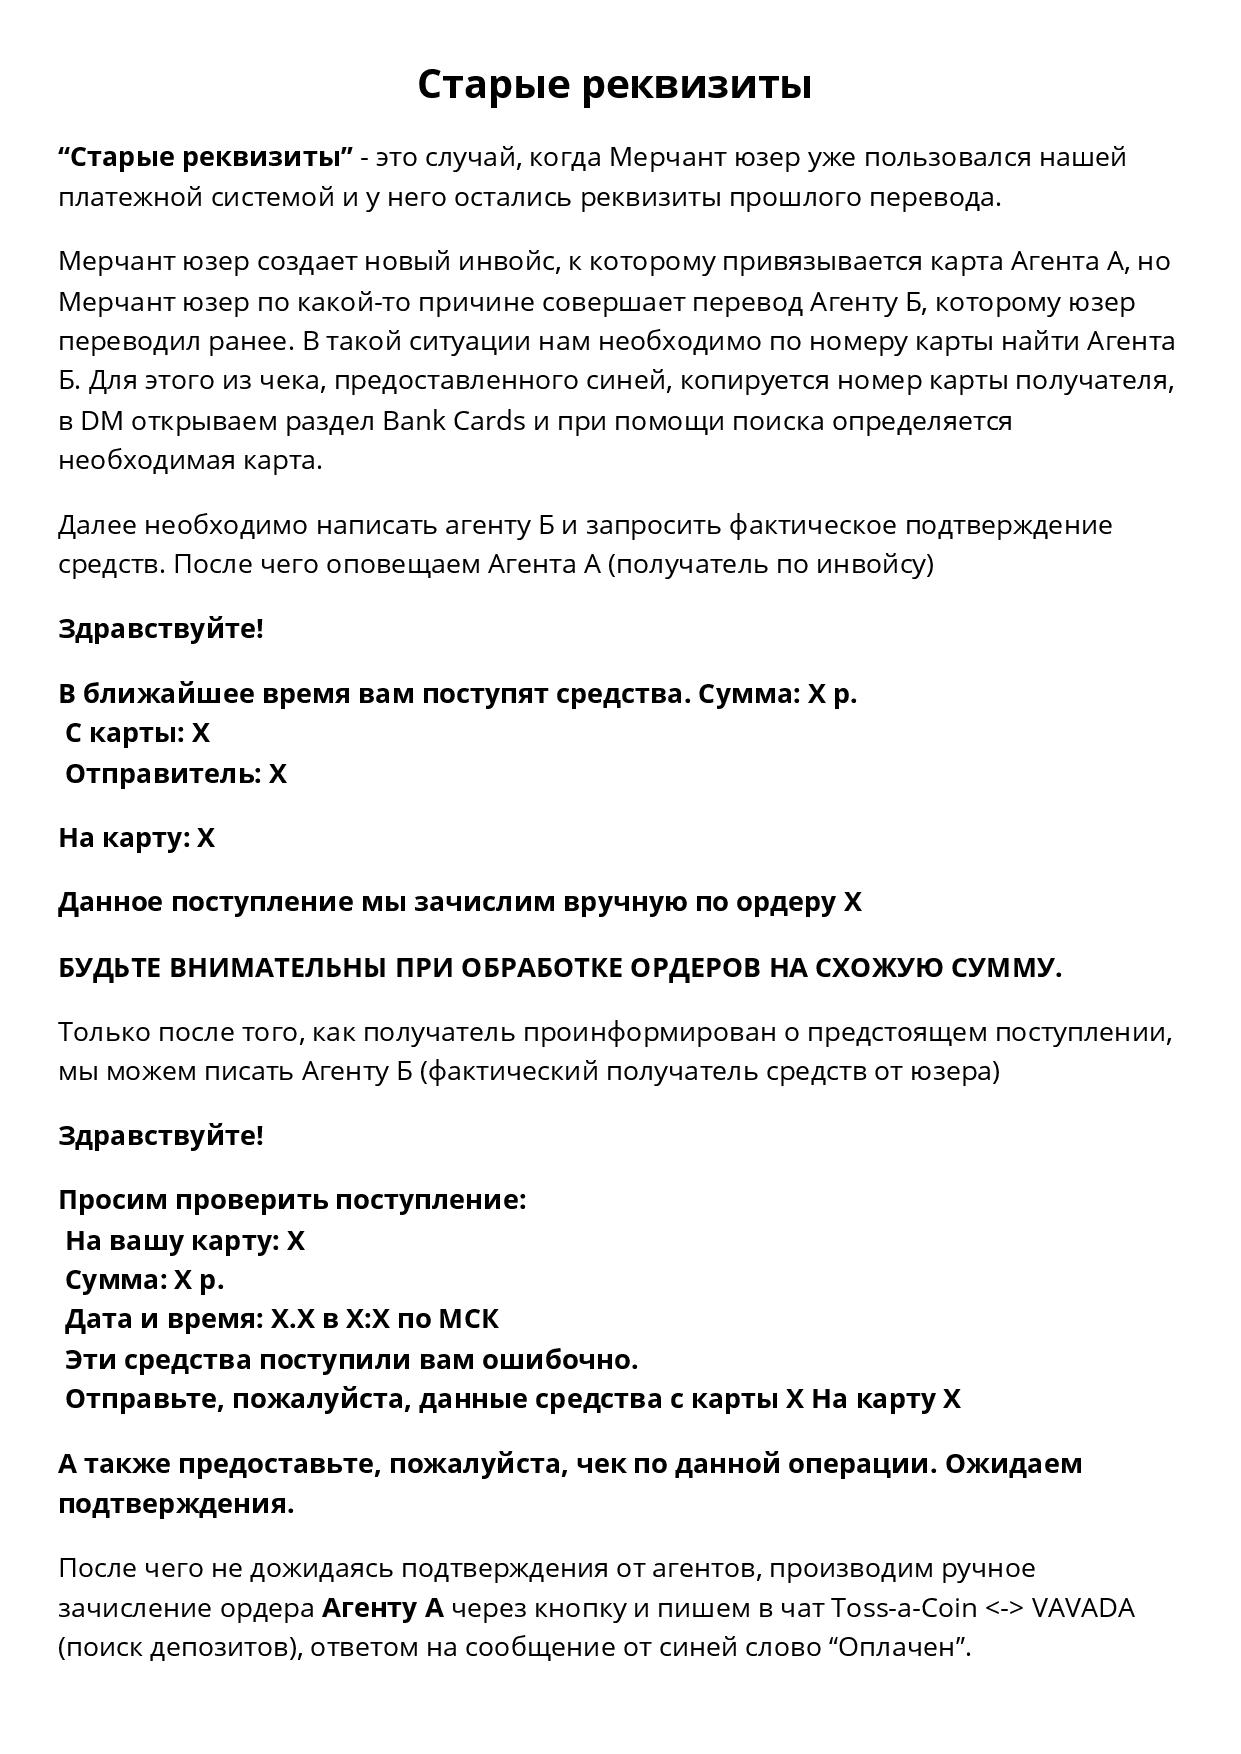 Старые реквизиты
“Старые реквизиты” - это случай, когда Мерчант юзер уже пользовался нашей
платежной системой и у него остались реквизиты прошлого перевода.
Мерчант юзер создает новый инвойс, к которому привязывается карта Агента А, но
Мерчант юзер по какой-то причине совершает перевод Агенту Б, которому юзер
переводил ранее. В такой ситуации нам необходимо по номеру карты найти Агента
Б. Для этого из чека, предоставленного синей, копируется номер карты получателя,
в DM открываем раздел Bank Cards и при помощи поиска определяется
необходимая карта.
Далее необходимо написать агенту Б и запросить фактическое подтверждение
средств. После чего оповещаем Агента А (получатель по инвойсу)
Здравствуйте!
В ближайшее время вам поступят средства. Сумма: Х р.
С карты: Х
Отправитель: Х
На карту: Х
Данное поступление мы зачислим вручную по ордеру Х
БУДЬТЕ ВНИМАТЕЛЬНЫ ПРИ ОБРАБОТКЕ ОРДЕРОВ НА СХОЖУЮ СУММУ.
Только после того, как получатель проинформирован о предстоящем поступлении,
мы можем писать Агенту Б (фактический получатель средств от юзера)
Здравствуйте!
Просим проверить поступление:
На вашу карту: Х
Сумма: Х р.
Дата и время: Х.Х в Х:Х по МСК
Эти средства поступили вам ошибочно.
Отправьте, пожалуйста, данные средства с карты Х На карту Х
А также предоставьте, пожалуйста, чек по данной операции. Ожидаем
подтверждения.
После чего не дожидаясь подтверждения от агентов, производим ручное
зачисление ордера Агенту А через кнопку и пишем в чат Toss-a-Coin <-> VAVADA
(поиск депозитов), ответом на сообщение от синей слово “Оплачен”.